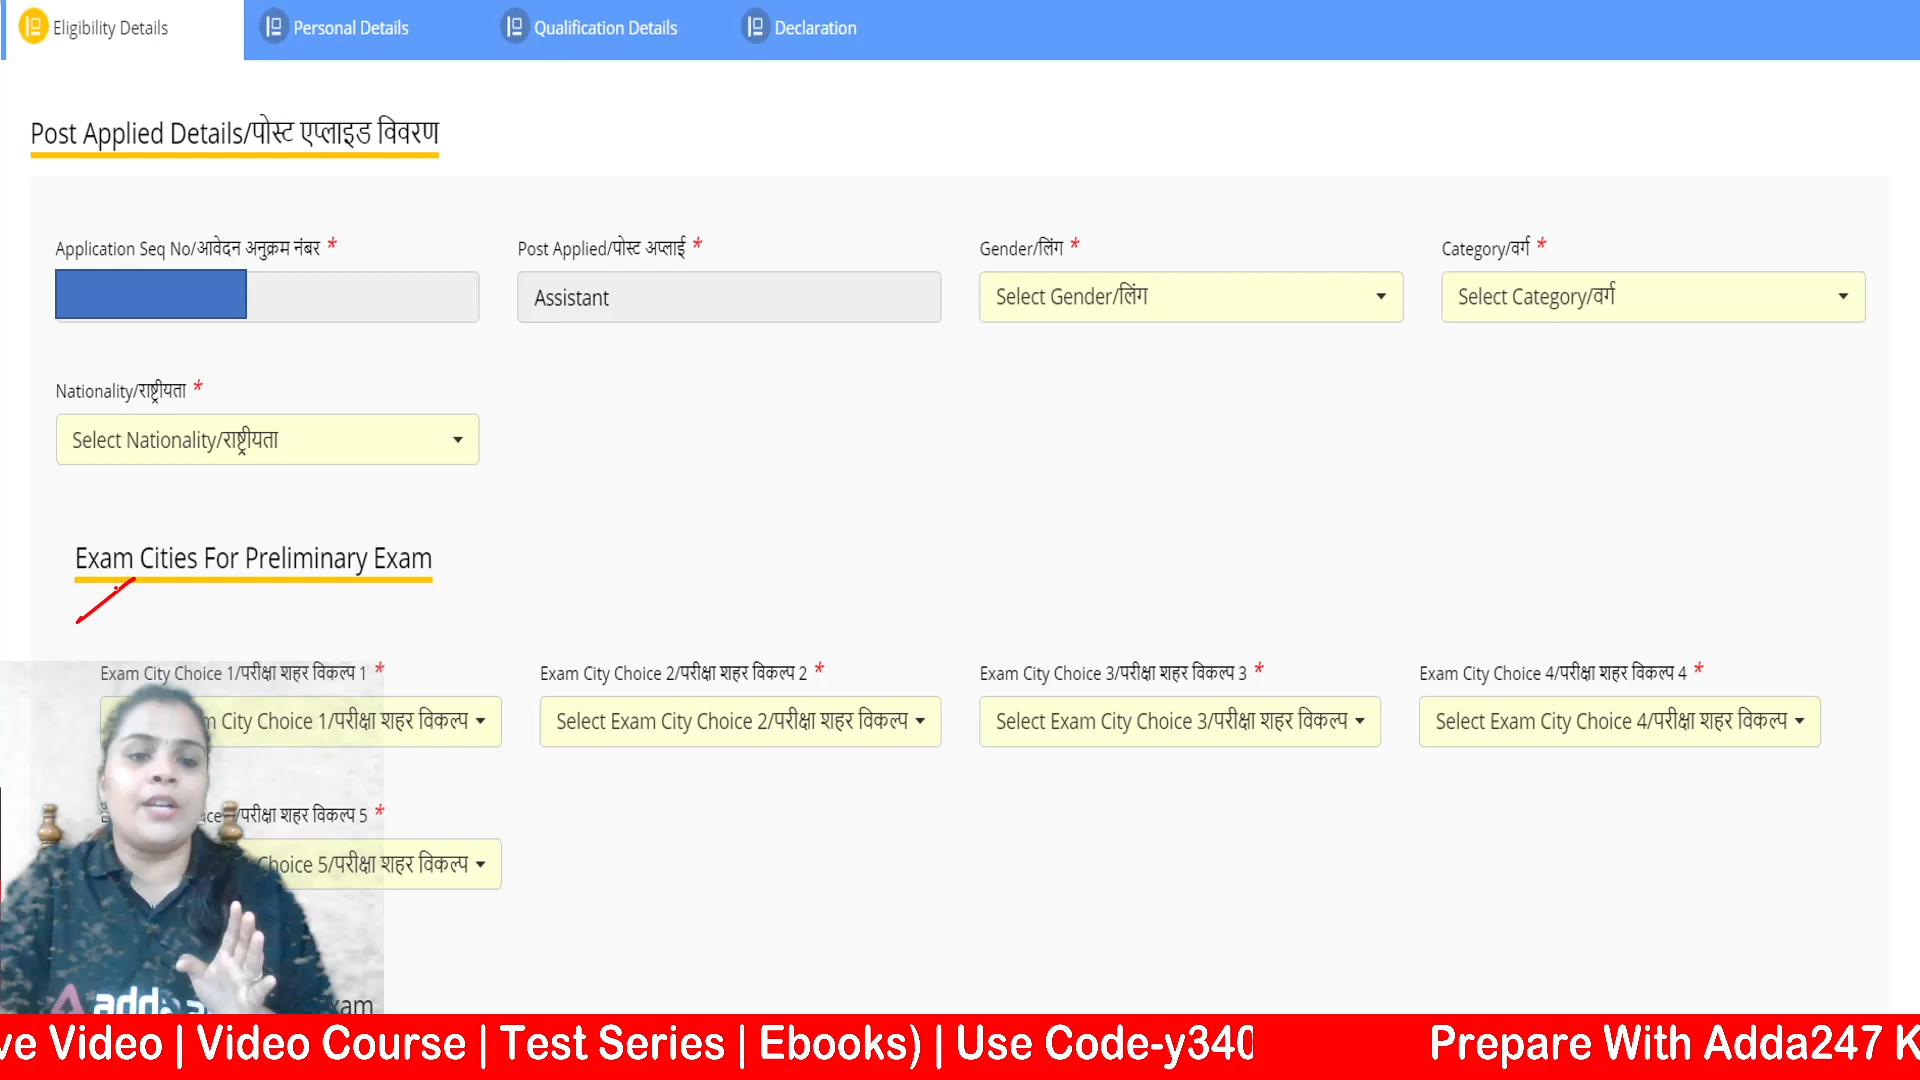 Eligibility Details
Personal Details
Qualification Details
Declaration
Post Applied Details/पोस्ट एप्लाइड विवरण
Application Seq No/आवेदन अनुक्रम नंबर *
Post Applied/पोस्ट अप्लाई *
Gender/लिंग *
Category/वर्ग *
Assistant
Select Gender/लिंग
Select Category/वर्ग
Nationality/राष्ट्रीयता *
Select Nationality/राष्ट्रीयता
Exam Cities For Preliminary Exam
Exam City Choice 1/परीक्षा शहर विकल्प 1 *
Exam City Choice 2/परीक्षा शहर विकल्प 2 *
Exam City Choice 3/परीक्षा शहर विकल्प 3 *
Exam City Choice 4/परीक्षा शहर विकल्प 4 *
City Choice 1/परीक्षा शहर विकल्प
Select Exam City Choice 2/परीक्षा शहर विकल्प
Select Exam City Choice 3/परीक्षा शहर विकल्प
Select Exam City Choice 4/परीक्षा शहर विकल्प
/परीक्षा शहर विकल्प 5 *
Choice 5/परीक्षा शहर विकल्प
ve Video | Video Course | Test Series | Ebooks) | Use Code-y340
Prepare With Adda247 K